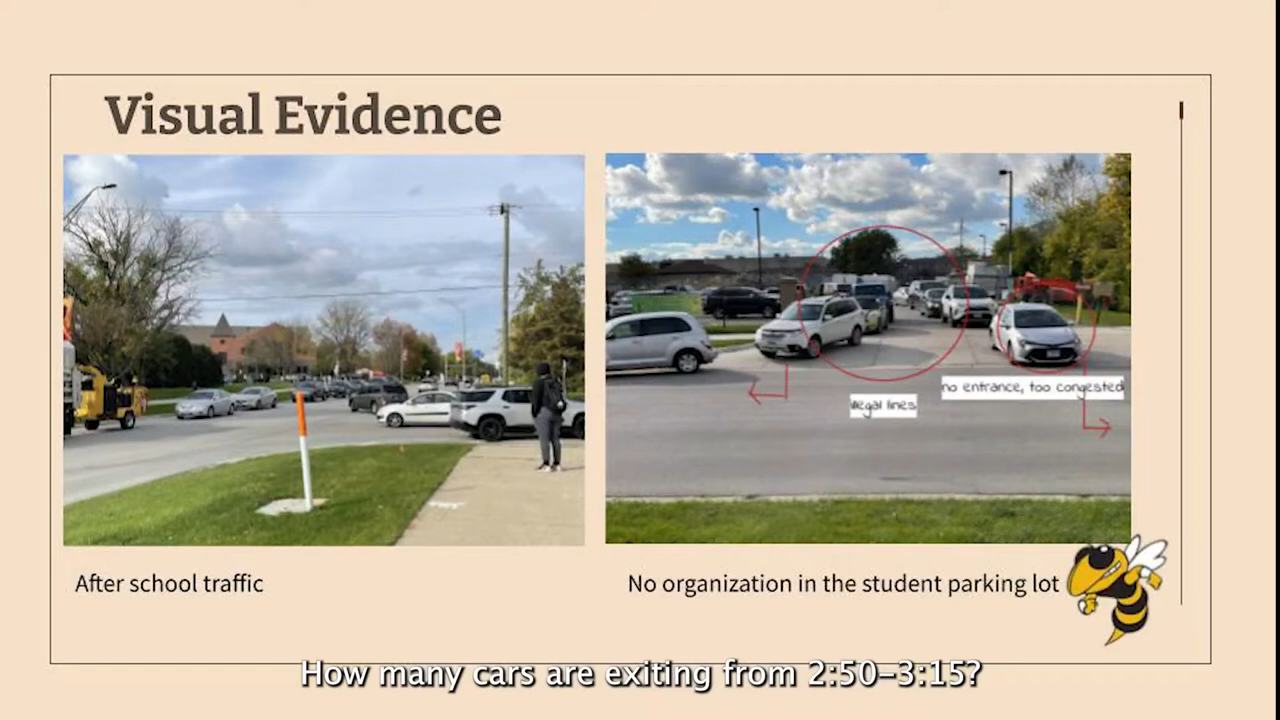 Visual Evidence
illegal lines
no entrance, too congested
After school traffic
No organization in the student parking lot
How many cars are exiting from 2:50–3:15?